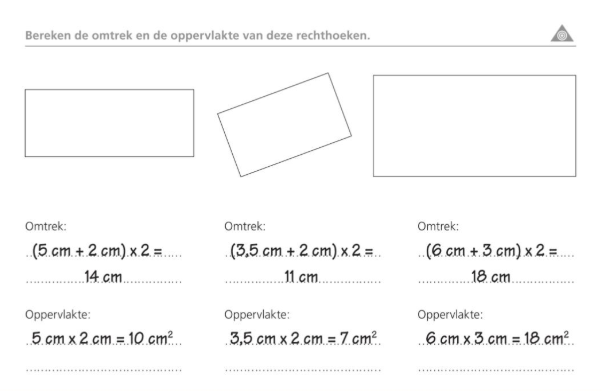 Bereken de omtrek en de oppervlakte van deze rechthoeken.
Omtrek:
(5 cm + 2 cm) x 2 =
14 cm
Oppervlakte:
5 cm x 2 cm = 10 cm²
Omtrek:
(3,5 cm + 2 cm) x 2 =
11 cm
Oppervlakte:
3,5 cm x 2 cm = 7 cm²
Omtrek:
(6 cm + 3 cm) x 2 =
18 cm
Oppervlakte:
6 cm x 3 cm = 18 cm²